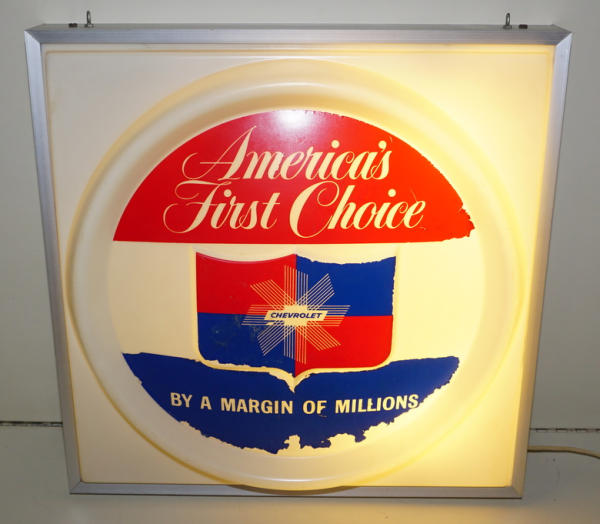 America's
First Choice
CHEVROLET
BY A MARGIN OF MILLIONS